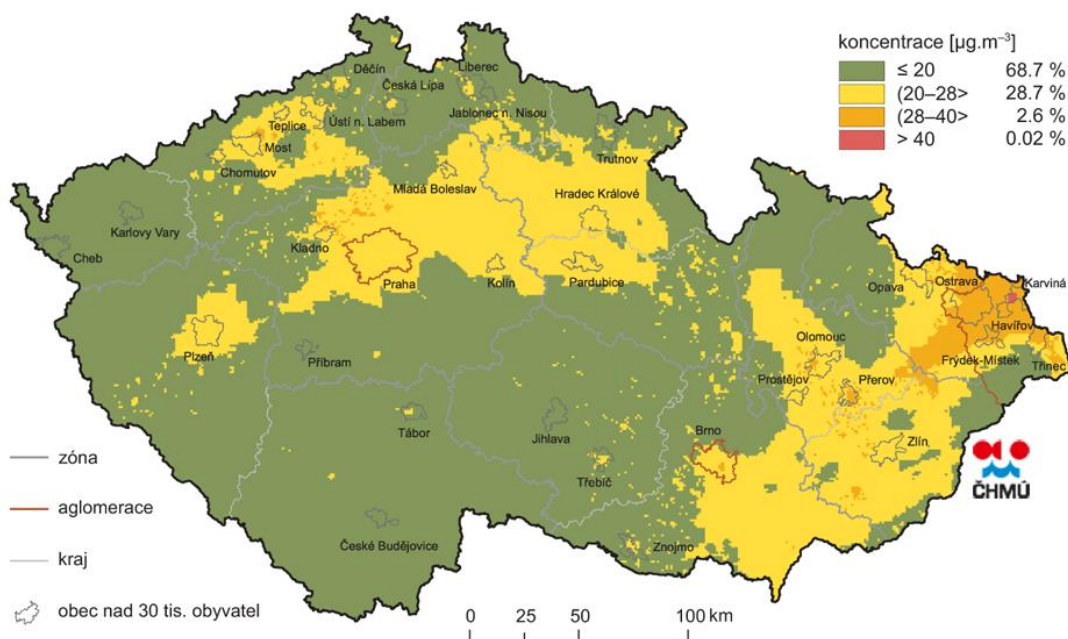 koncentrace [µg.m⁻³]
≤ 20 68.7 %
(20–28> 28.7 %
(28–40> 2.6 %
> 40 0.02 %
Děčín
Liberec
Česká Lípa
Jablonec n. Nisou
Teplice
Ústí n. Labem
Most
Chomutov
Trutnov
Mladá Boleslav
Hradec Králové
Karlovy Vary
Kladno
Cheb
Praha
Kolín
Pardubice
Opava
Ostrava
Karviná
Havířov
Plzeň
Příbram
Olomouc
Frýdek-Místek
Třinec
Prostějov
Přerov
Tábor
Jihlava
Brno
Zlín
Třebíč
České Budějovice
Znojmo
ČHMÚ
zóna
aglomerace
kraj
obec nad 30 tis. obyvatel
0 25 50 100 km